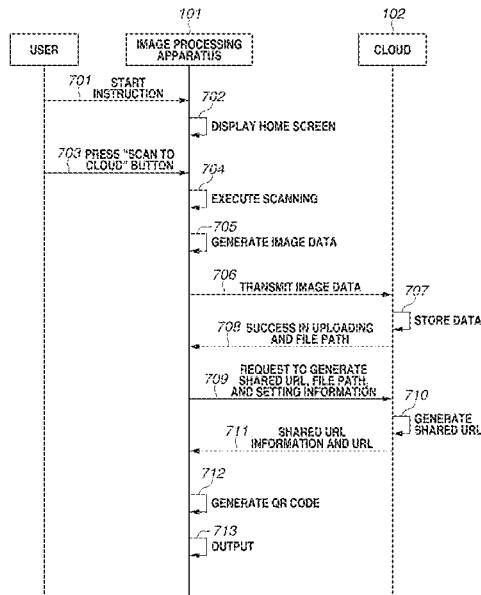 101
102
USER
IMAGE PROCESSING
APPARATUS
CLOUD
701
START
INSTRUCTION
702
DISPLAY HOME SCREEN
703
PRESS "SCAN TO
CLOUD" BUTTON
704
EXECUTE SCANNING
705
GENERATE IMAGE DATA
706
TRANSMIT IMAGE DATA
707
STORE DATA
708
SUCCESS IN UPLOADING
AND FILE PATH
709
REQUEST TO GENERATE
SHARED URL, FILE PATH,
AND SETTING INFORMATION
710
GENERATE
SHARED URL
711
SHARED URL
INFORMATION AND URL
712
GENERATE QR CODE
713
OUTPUT